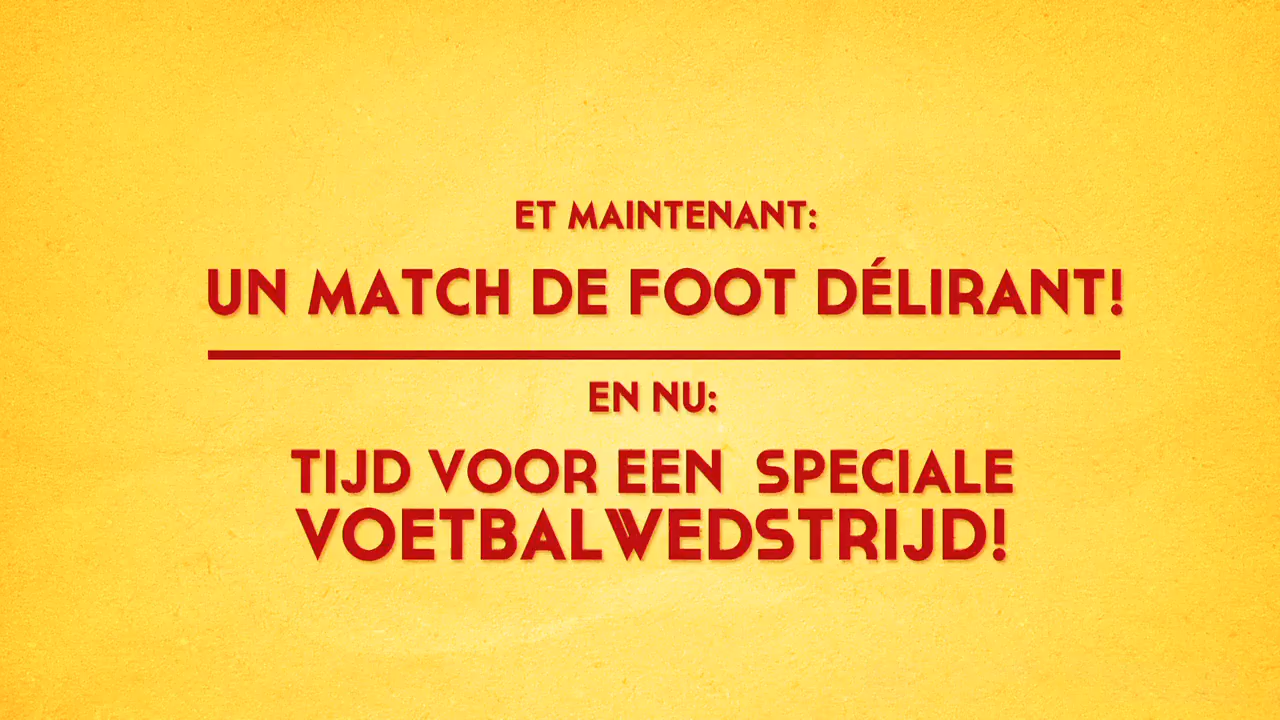 ET MAINTENANT:
UN MATCH DE FOOT DÉLIRANT!
EN NU:
TIJD VOOR EEN SPECIALE
VOETBALWEDSTRIJD!